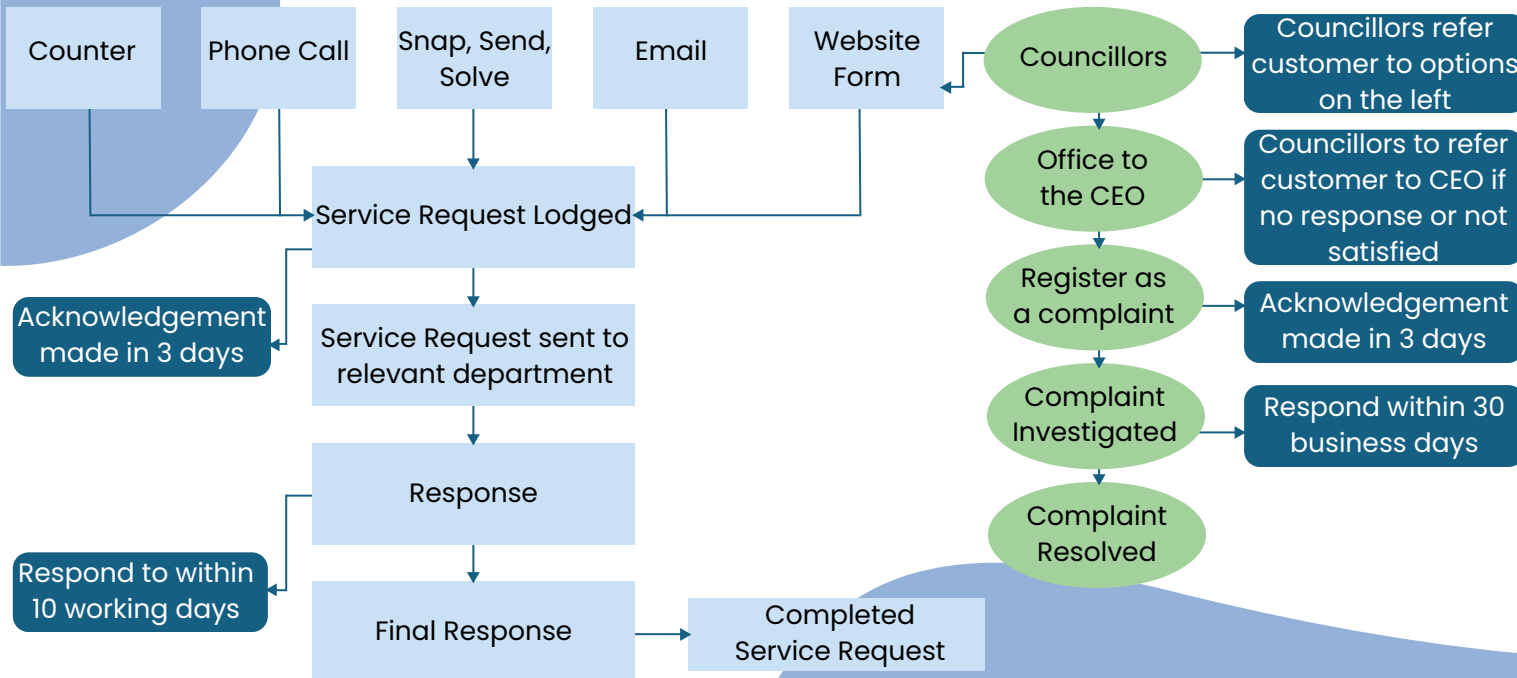 Counter
Phone Call
Snap, Send,
Solve
Email
Website
Form
Service Request Lodged
Acknowledgement
made in 3 days
Service Request sent to
relevant department
Response
Respond to within
10 working days
Final Response
Completed
Service Request
Councillors
Councillors refer
customer to options
on the left
Office to
the CEO
Councillors to refer
customer to CEO if
no response or not
satisfied
Register as
a complaint
Acknowledgement
made in 3 days
Complaint
Investigated
Respond within 30
business days
Complaint
Resolved